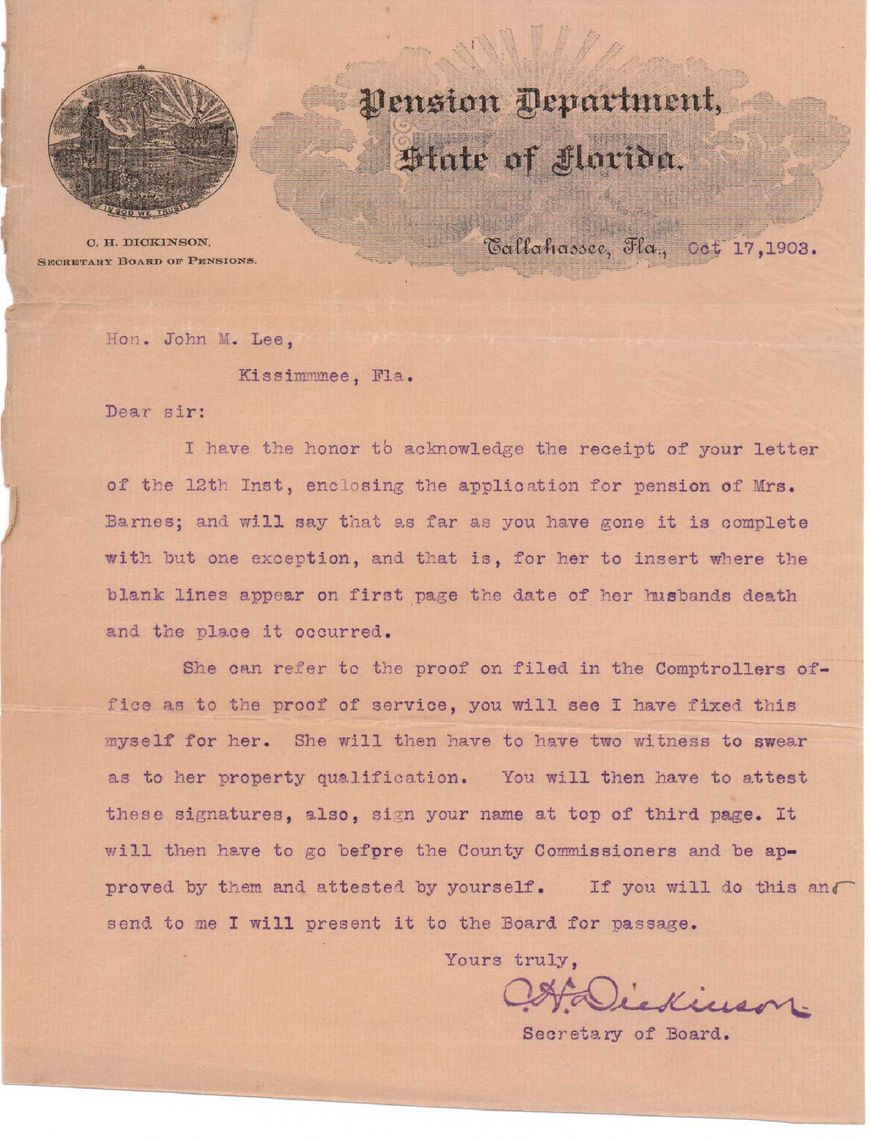 Pension Department,
State of Florida.
IN GOD WE TRUST.
C. H. DICKINSON,
SECRETARY BOARD OF PENSIONS.
Tallahassee, Fla., Oct 17,1903.
Hon. John M. Lee,
Kissimmnee, Fla.
Dear sir:
I have the honor to acknowledge the receipt of your letter
of the 12th Inst, enclosing the application for pension of Mrs.
Barnes; and will say that as far as you have gone it is complete
with but one exception, and that is, for her to insert where the
blank lines appear on first page the date of her husbands death
and the place it occurred.
She can refer to the proof on filed in the Comptrollers of-
fice as to the proof of service, you will see I have fixed this
myself for her. She will then have to have two witness to swear
as to her property qualification. You will then have to attest
these signatures, also, sign your name at top of third page. It
will then have to go befpre the County Commissioners and be ap-
proved by them and attested by yourself. If you will do this and
send to me I will present it to the Board for passage.
Yours truly,
C.H. Dickinson
Secretary of Board.